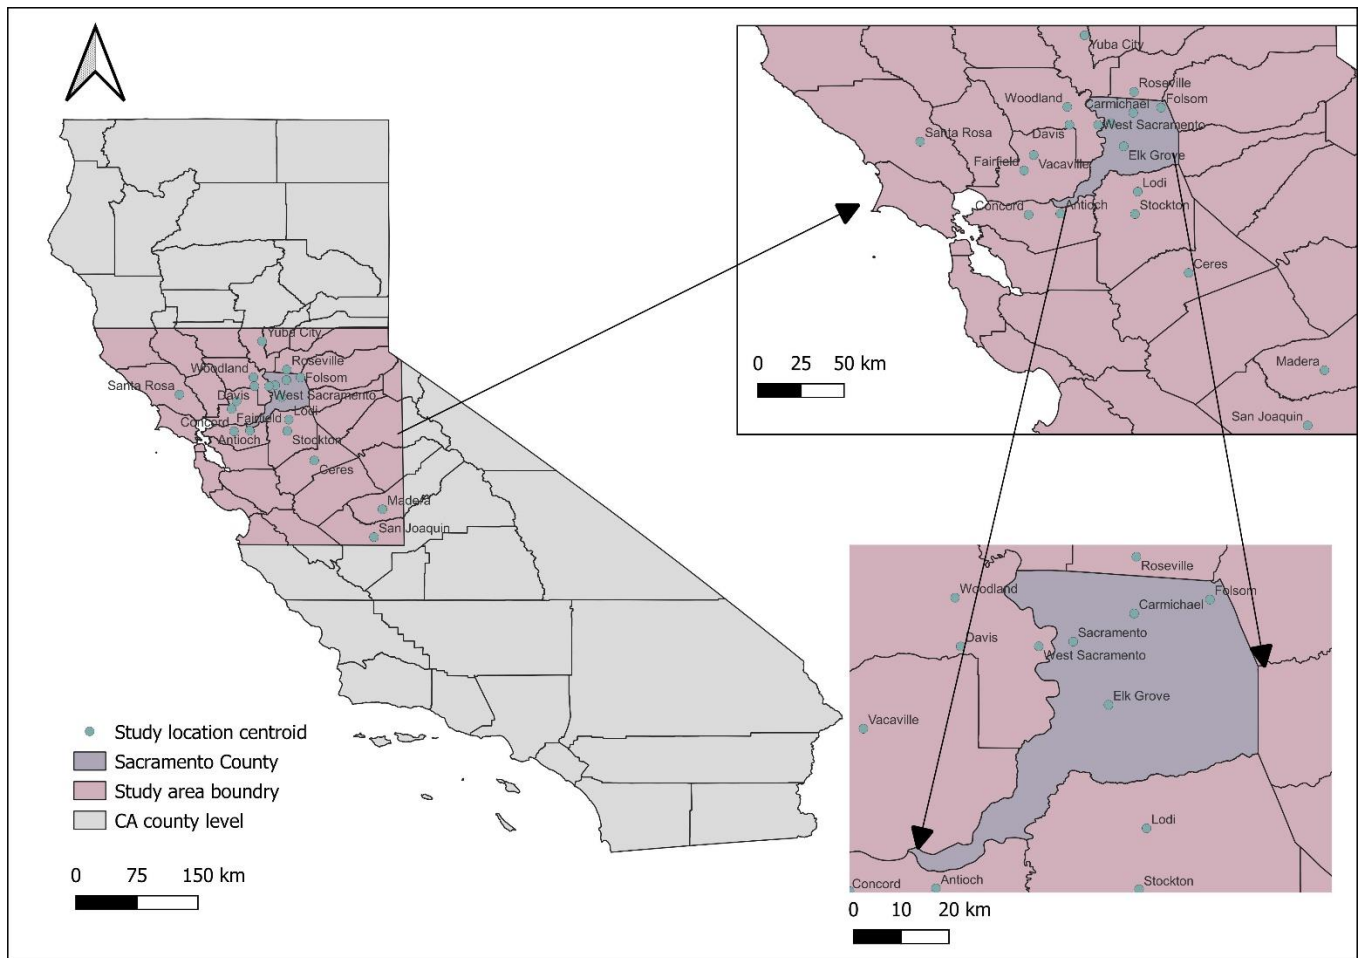 Yuba City
Roseville
Woodland
Folsom
Santa Rosa
Davis
West Sacramento
Concord
Fairfield
Lodi
Antioch
Stockton
Ceres
Madera
San Joaquin
Study location centroid
Sacramento County
Study area boundry
CA county level
0 75 150 km
Yuba City
Roseville
Woodland
Carmichael
Folsom
Santa Rosa
Davis
West Sacramento
Fairfield
Vacaville
Elk Grove
Lodi
Concord
Antioch
Stockton
Ceres
0 25 50 km
Madera
San Joaquin
Roseville
Woodland
Folsom
Carmichael
Davis
Sacramento
West Sacramento
Elk Grove
Vacaville
Lodi
Concord
Antioch
Stockton
0 10 20 km